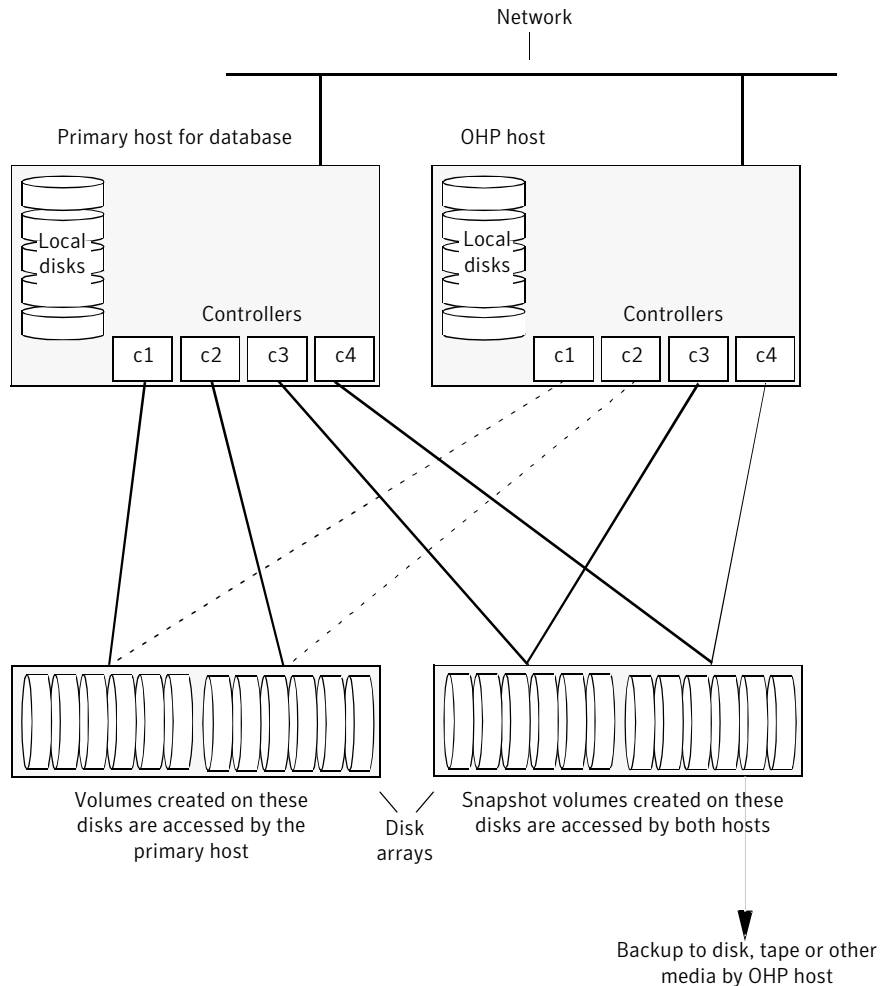 Network
Primary host for database
OHP host
Local
disks
Controllers
c1
c2
c3
c4
Local
disks
Controllers
c1
c2
c3
c4
Volumes created on these
disks are accessed by the
primary host
Disk
arrays
Snapshot volumes created on these
disks are accessed by both hosts
Backup to disk, tape or other
media by OHP host